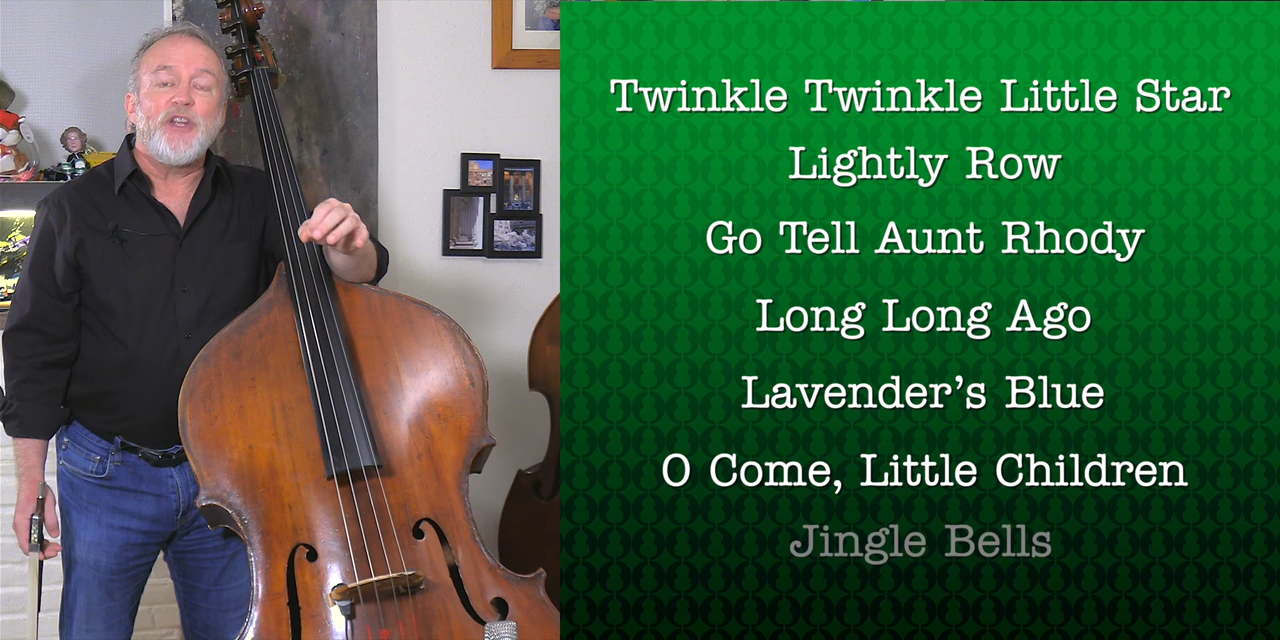 Twinkle Twinkle Little Star
Lightly Row
Go Tell Aunt Rhody
Long Long Ago
Lavender’s Blue
O Come, Little Children
Jingle Bells